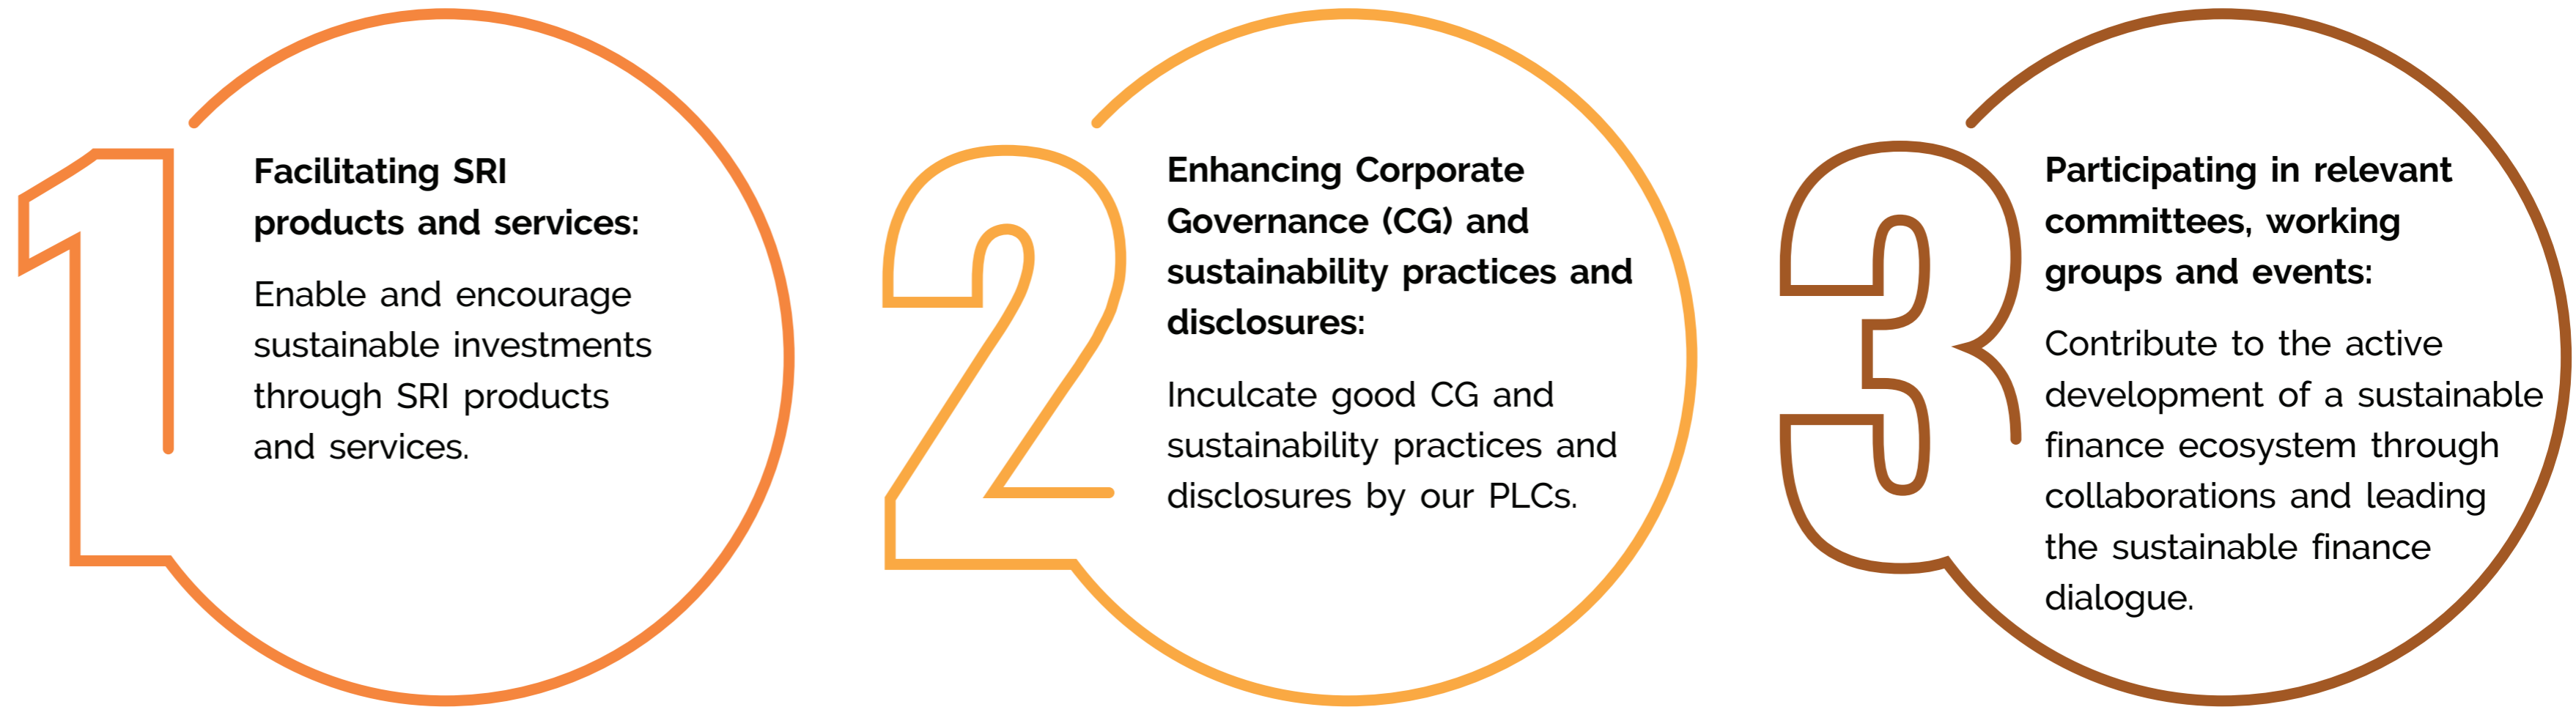 1
Facilitating SRI
products and services:
Enable and encourage
sustainable investments
through SRI products
and services.
2
Enhancing Corporate
Governance (CG) and
sustainability practices and
disclosures:
Inculcate good CG and
sustainability practices and
disclosures by our PLCs.
3
Participating in relevant
committees, working
groups and events:
Contribute to the active
development of a sustainable
finance ecosystem through
collaborations and leading
the sustainable finance
dialogue.